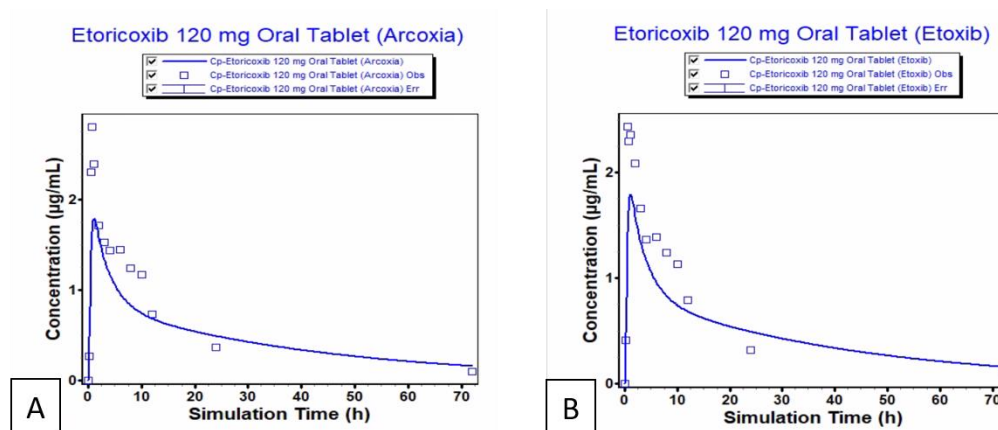 Etoricoxib 120 mg Oral Tablet (Arcoxia)
Cp-Etoricoxib 120 mg Oral Tablet (Arcoxia)
Cp-Etoricoxib 120 mg Oral Tablet (Arcoxia) Obs
Cp-Etoricoxib 120 mg Oral Tablet (Arcoxia) Err
Concentration (µg/mL)
2
1
0
0 10 20 30 40 50 60 70
Simulation Time (h)
A
Etoricoxib 120 mg Oral Tablet (Etoxib)
Cp-Etoricoxib 120 mg Oral Tablet (Etoxib)
Cp-Etoricoxib 120 mg Oral Tablet (Etoxib) Obs
Cp-Etoricoxib 120 mg Oral Tablet (Etoxib) Err
Concentration (µg/mL)
2
1
0
0 10 20 30 40 50 60 70
Simulation Time (h)
B